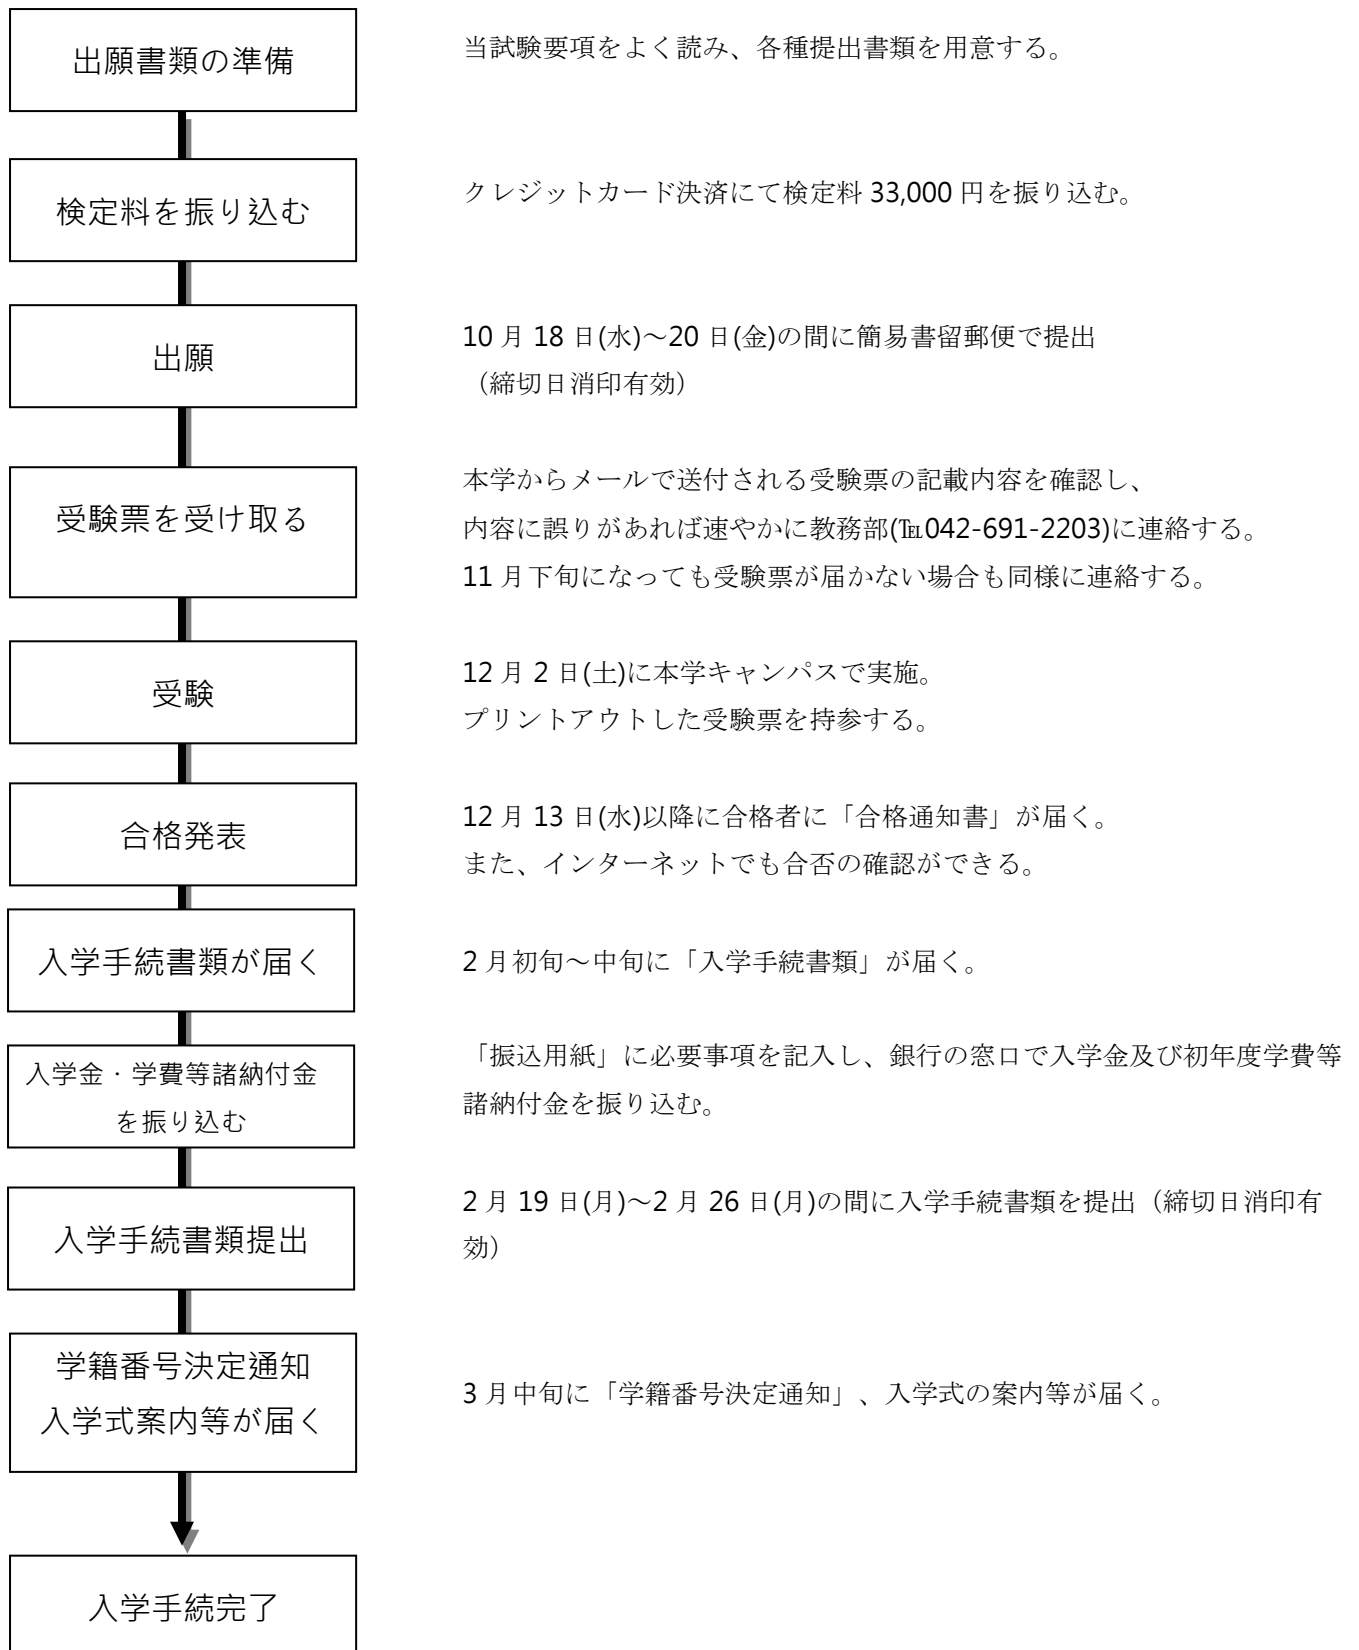 出願書類の準備
当試験要項をよく読み、各種提出書類を用意する。
検定料を振り込む
クレジットカード決済にて検定料 33,000 円を振り込む。
出願
10 月 18 日(水)～20 日(金)の間に簡易書留郵便で提出
（締切日消印有効）
受験票を受け取る
本学からメールで送付される受験票の記載内容を確認し、
内容に誤りがあれば速やかに教務部(℡042-691-2203)に連絡する。
11 月下旬になっても受験票が届かない場合も同様に連絡する。
受験
12 月 2 日(土)に本学キャンパスで実施。
プリントアウトした受験票を持参する。
合格発表
12 月 13 日(水)以降に合格者に「合格通知書」が届く。
また、インターネットでも合否の確認ができる。
入学手続書類が届く
2 月初旬～中旬に「入学手続書類」が届く。
入学金・学費等諸納付金
を振り込む
「振込用紙」に必要事項を記入し、銀行の窓口で入学金及び初年度学費等
諸納付金を振り込む。
入学手続書類提出
2 月 19 日(月)～2 月 26 日(月)の間に入学手続書類を提出（締切日消印有
効）
学籍番号決定通知
入学式案内等が届く
3 月中旬に「学籍番号決定通知」、入学式の案内等が届く。
入学手続完了